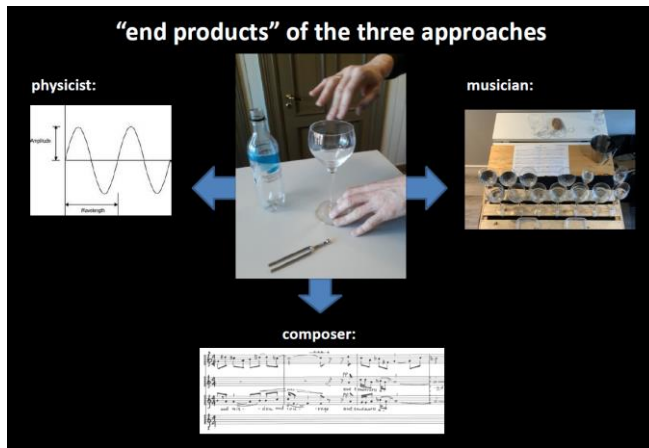 “end products” of the three approaches
physicist:
musician:
Amplitude
Wavelength
composer: